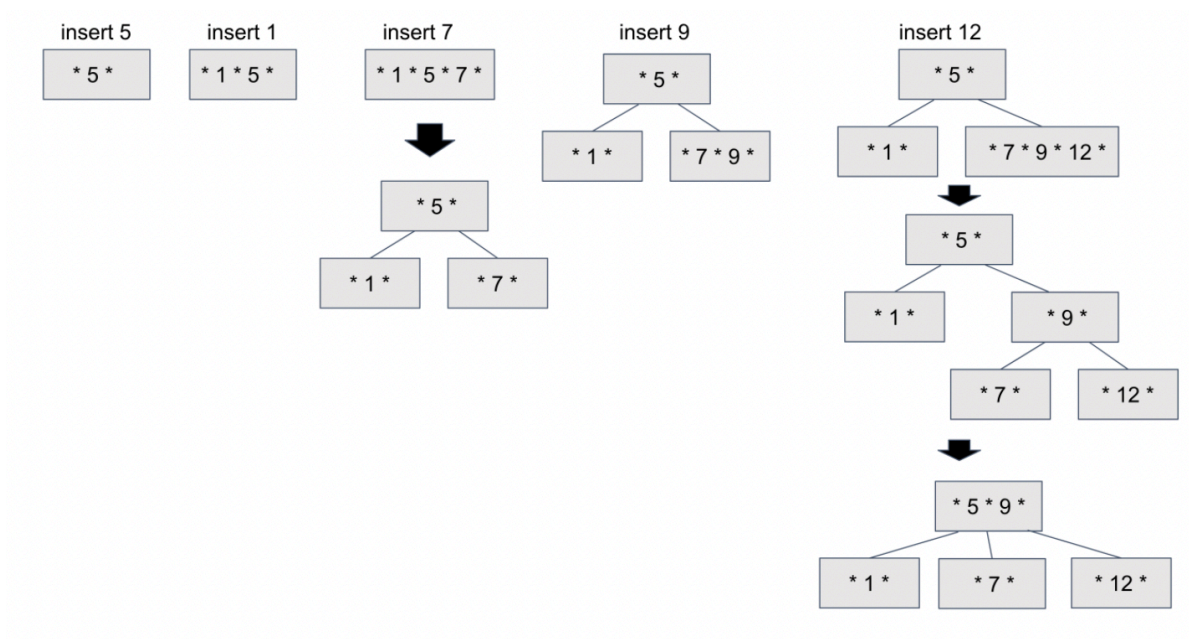 insert 5
* 5 *
insert 1
* 1 * 5 *
insert 7
* 1 * 5 * 7 *
* 5 *
* 1 *
* 7 *
insert 9
* 5 *
* 1 *
* 7 * 9 *
insert 12
* 5 *
* 1 *
* 7 * 9 * 12 *
* 5 *
* 1 *
* 9 *
* 7 *
* 12 *
* 5 * 9 *
* 1 *
* 7 *
* 12 *